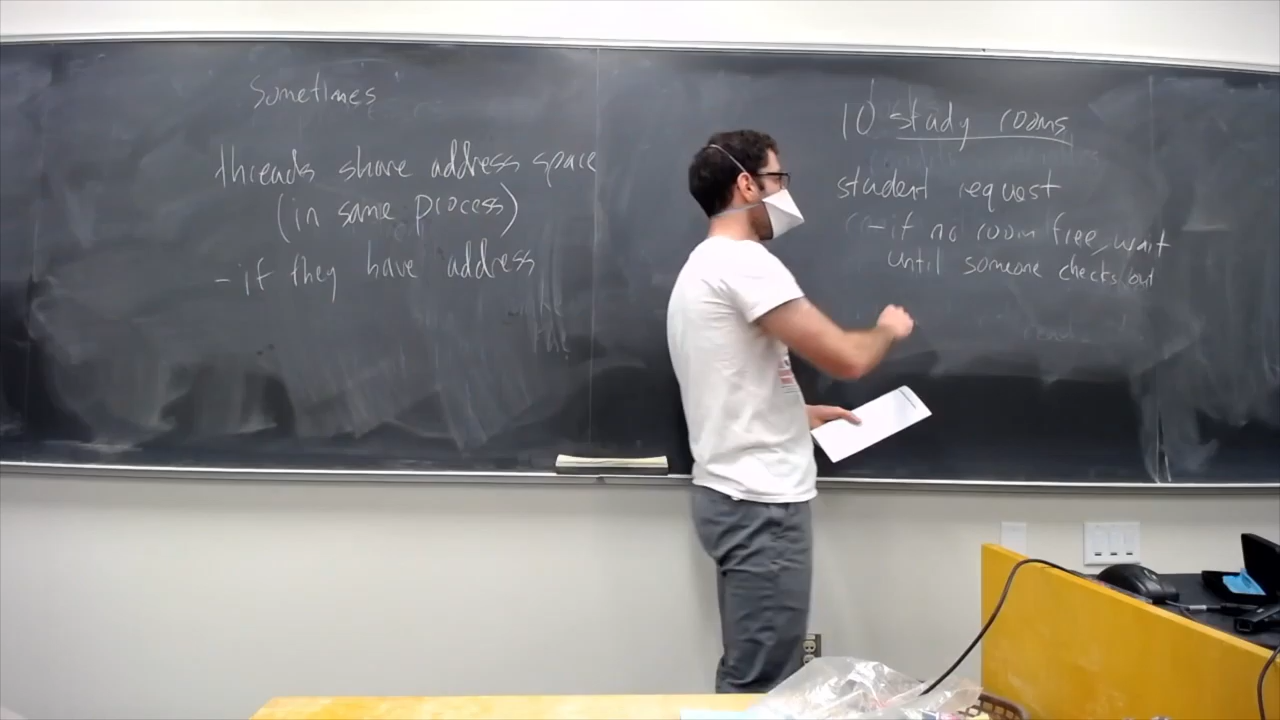 Sometimes
threads share address space
(in same process)
- if they have address
10 study rooms
student request
- if no room free, wait
until someone checks out